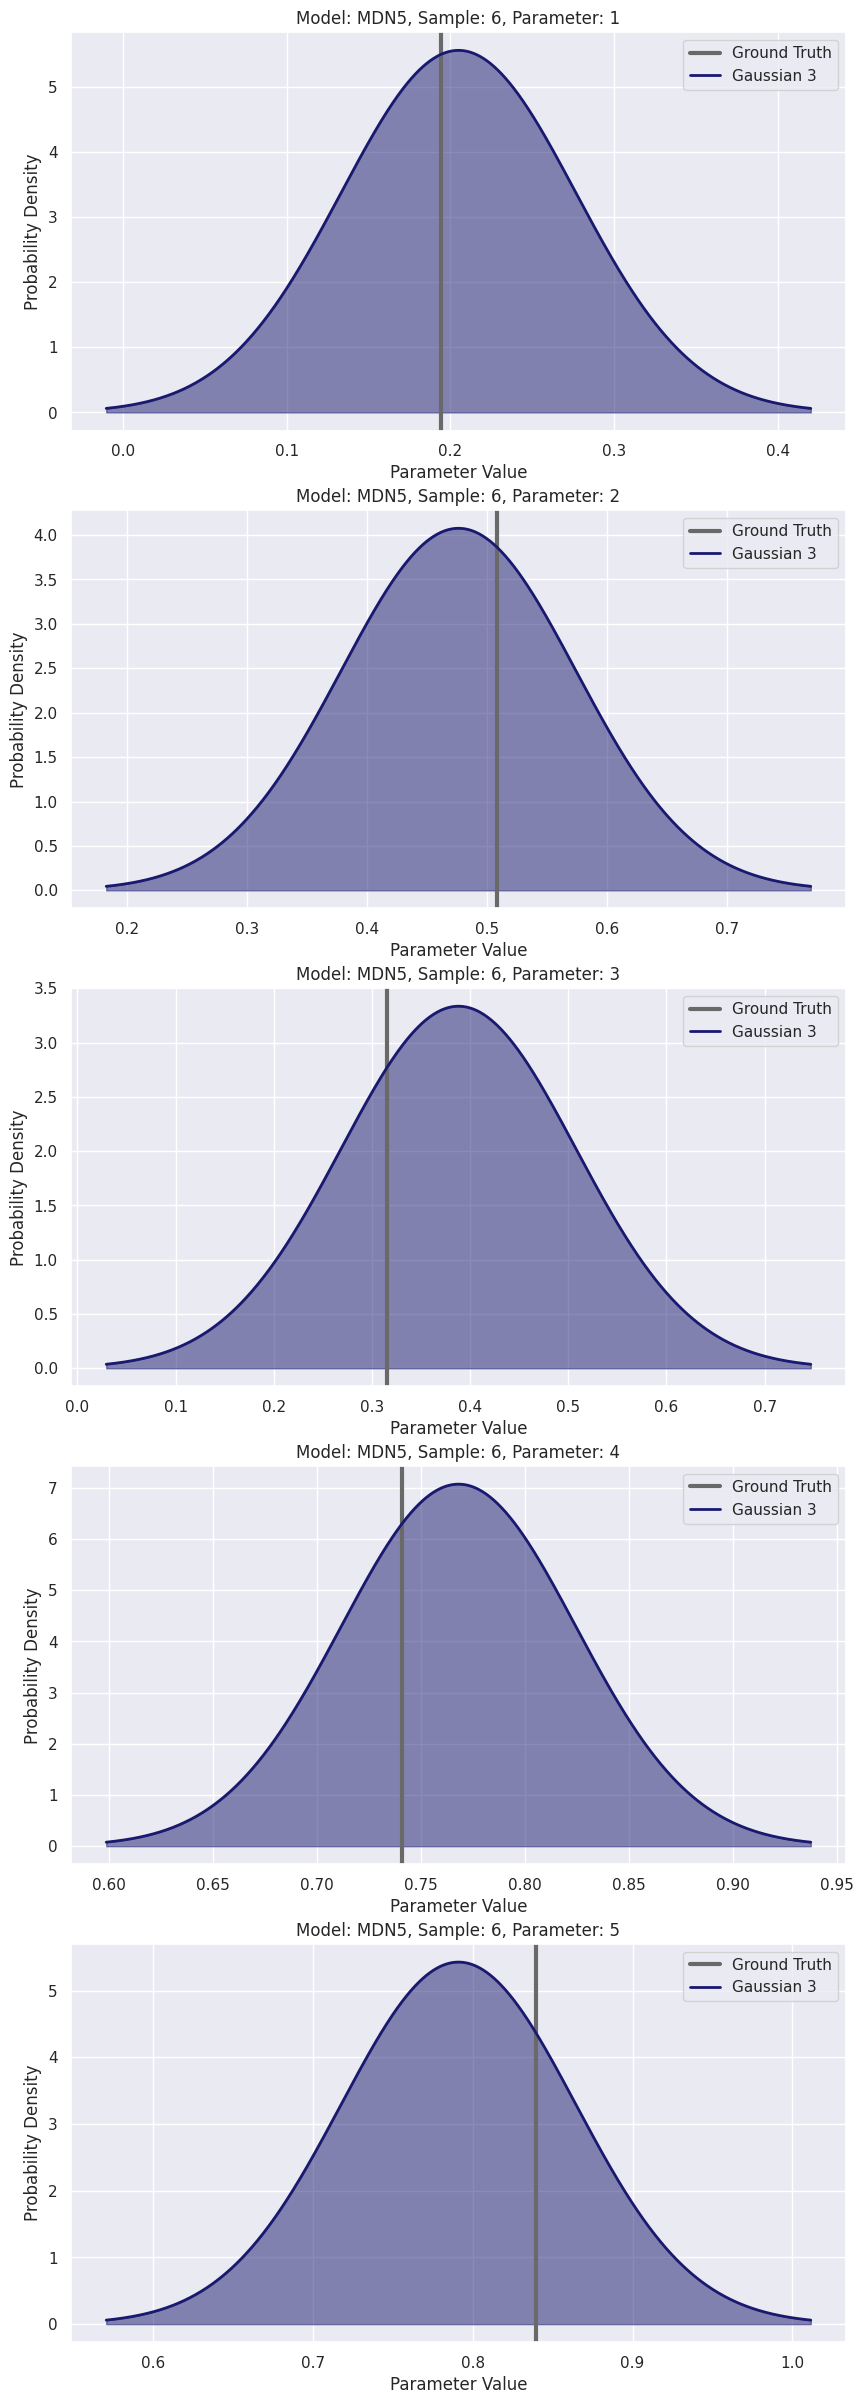 Model: MDN5, Sample: 6, Parameter: 1
Ground Truth
Gaussian 3
Probability Density
5
4
3
2
1
0
0.0 0.1 0.2 0.3 0.4
Parameter Value
Model: MDN5, Sample: 6, Parameter: 2
Ground Truth
Gaussian 3
Probability Density
4.0
3.5
3.0
2.5
2.0
1.5
1.0
0.5
0.0
0.2 0.3 0.4 0.5 0.6 0.7
Parameter Value
Model: MDN5, Sample: 6, Parameter: 3
Ground Truth
Gaussian 3
Probability Density
3.5
3.0
2.5
2.0
1.5
1.0
0.5
0.0
0.0 0.1 0.2 0.3 0.4 0.5 0.6 0.7
Parameter Value
Model: MDN5, Sample: 6, Parameter: 4
Ground Truth
Gaussian 3
Probability Density
7
6
5
4
3
2
1
0
0.60 0.65 0.70 0.75 0.80 0.85 0.90 0.95
Parameter Value
Model: MDN5, Sample: 6, Parameter: 5
Ground Truth
Gaussian 3
Probability Density
5
4
3
2
1
0
0.6 0.7 0.8 0.9 1.0
Parameter Value